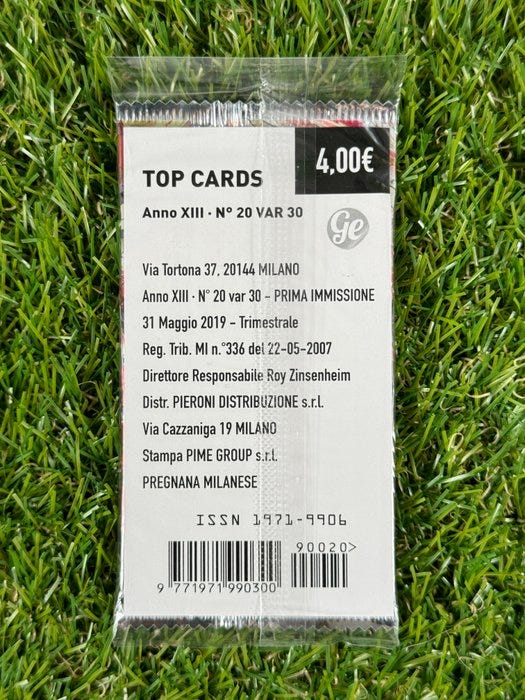 4,00€
TOP CARDS
Anno XIII · N° 20 VAR 30
Ge
Via Tortona 37, 20144 MILANO
Anno XIII · N° 20 var 30 - PRIMA IMMISSIONE
31 Maggio 2019 - Trimestrale
Reg. Trib. MI n.°336 del 22-05-2007
Direttore Responsabile Roy Zinsenheim
Distr. PIERONI DISTRIBUZIONE s.r.l.
Via Cazzaniga 19 MILANO
Stampa PIME GROUP s.r.l.
PREGNANA MILANESE
ISSN 1971-9906
90020>
9 771971 990300